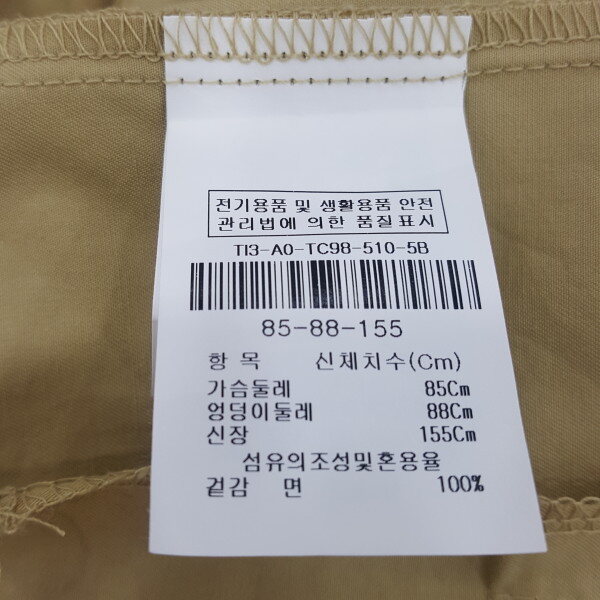 전기용품 및 생활용품 안전
관리법에 의한 품질표시
TI3-A0-TC98-510-5B
85-88-155
항 목 신체치수(Cm)
가슴둘레 85Cm
엉덩이둘레 88Cm
신장 155Cm
섬유의조성및혼용율
겉감 면 100%